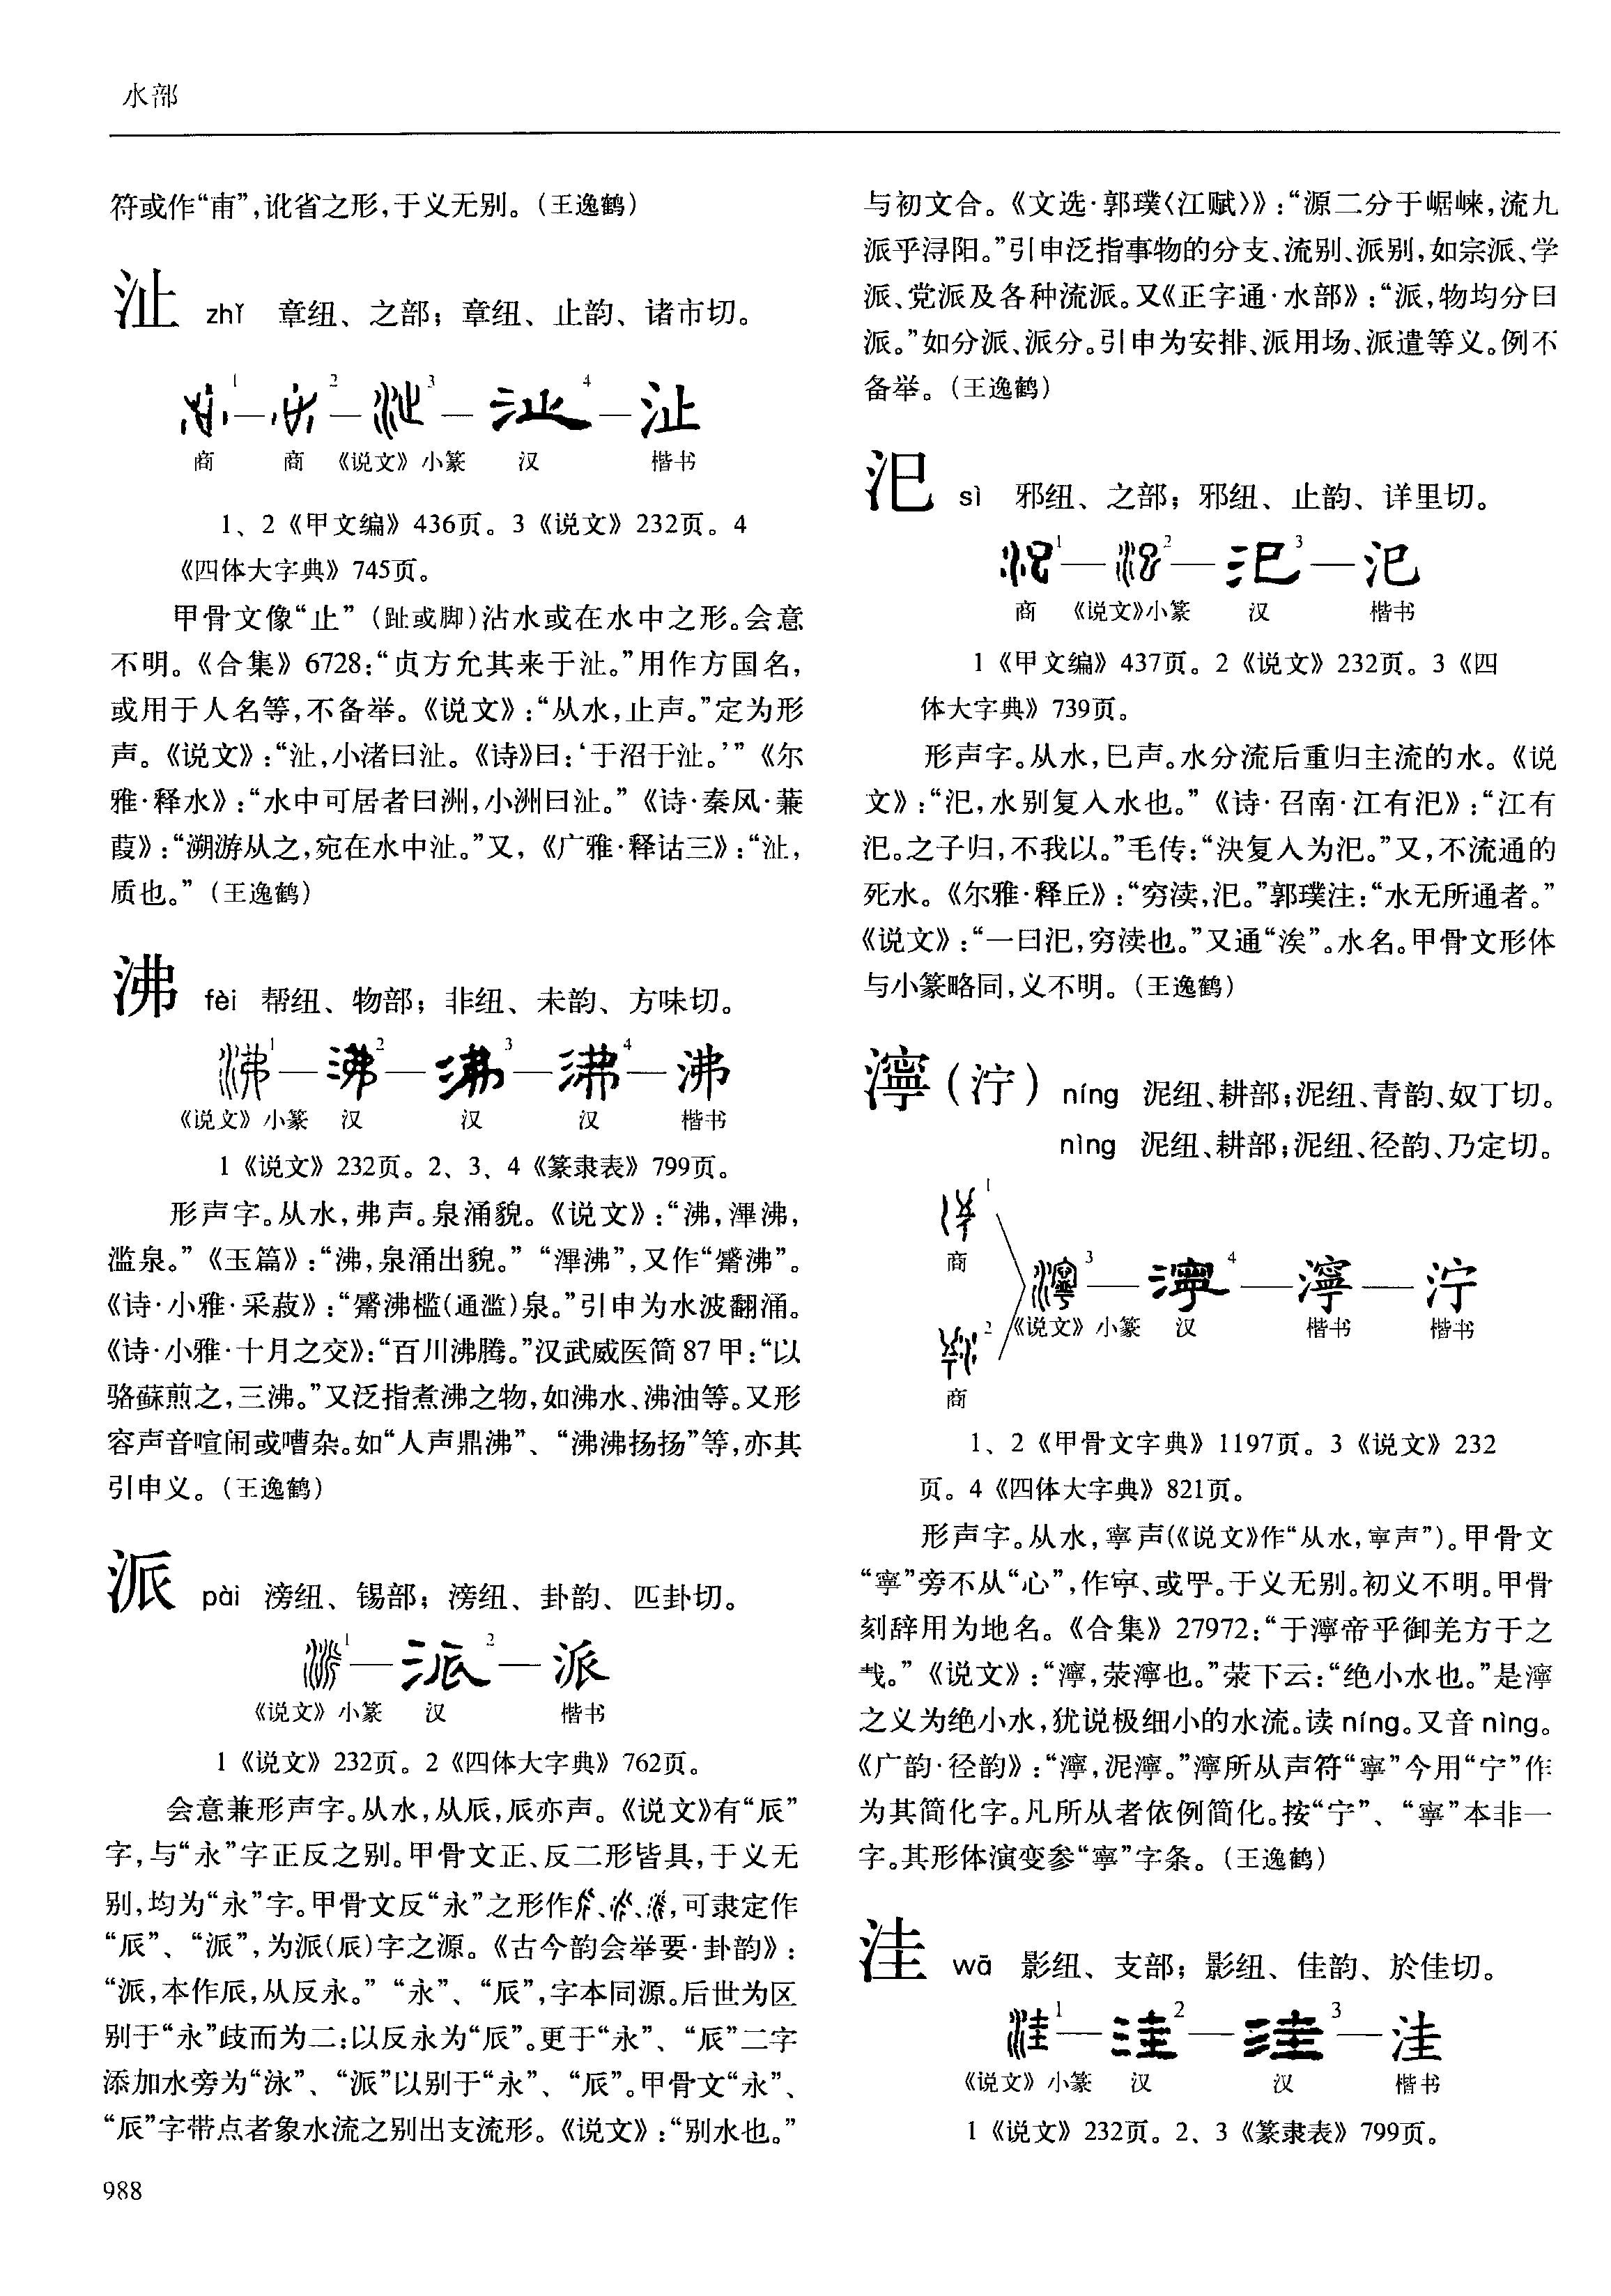 水部
符或作“甫”,讹省之形,于义无别。(王逸鹤)
沚 zhǐ 章纽、之部；章纽、止韵、诸市切。
1 — 2 — 沚3 — 沚4 — 沚
商 商 《说文》小篆 汉 楷书
1、2《甲文编》436页。3《说文》232页。4
《四体大字典》745页。
甲骨文像“止”(趾或脚)沾水或在水中之形。会意
不明。《合集》6728:“贞方允其来于沚。”用作方国名,
或用于人名等,不备举。《说文》:“从水,止声。”定为形
声。《说文》:“沚,小渚曰沚。《诗》曰:‘于沼于沚。’”《尔
雅·释水》:“水中可居者曰洲,小洲曰沚。”《诗·秦风·蒹
葭》:“溯游从之,宛在水中沚。”又,《广雅·释诂三》:“沚,
质也。”(王逸鹤)
沸 fèi 帮纽、物部；非纽、未韵、方味切。
沸1 — 沸2 — 沸3 — 沸4 — 沸
《说文》小篆 汉 汉 汉 楷书
1《说文》232页。2、3、4《篆隶表》799页。
形声字。从水,弗声。泉涌貌。《说文》:“沸,滭沸,
滥泉。”《玉篇》:“沸,泉涌出貌。”“滭沸”,又作“觱沸”。
《诗·小雅·采菽》:“觱沸槛(通滥)泉。”引申为水波翻涌。
《诗·小雅·十月之交》:“百川沸腾。”汉武威医简87甲:“以
骆蘇煎之,三沸。”又泛指煮沸之物,如沸水、沸油等。又形
容声音喧闹或嘈杂。如“人声鼎沸”、“沸沸扬扬”等,亦其
引申义。(王逸鹤)
派 pài 滂纽、锡部；滂纽、卦韵、匹卦切。
派1 — 派2 — 派
《说文》小篆 汉 楷书
1《说文》232页。2《四体大字典》762页。
会意兼形声字。从水,从𠂢,𠂢亦声。《说文》有“𠂢”
字,与“永”字正反之别。甲骨文正、反二形皆具,于义无
别,均为“永”字。甲骨文反“永”之形作、、,可隶定作
“𠂢”、“派”,为派(𠂢)字之源。《古今韵会举要·卦韵》:
“派,本作𠂢,从反永。”“永”、“𠂢”,字本同源。后世为区
别于“永”歧而为二:以反永为“𠂢”。更于“永”、“𠂢”二字
添加水旁为“泳”、“派”以别于“永”、“𠂢”。甲骨文“永”、
“𠂢”字带点者象水流之别出支流形。《说文》:“别水也。”
988
与初文合。《文选·郭璞〈江赋〉》:“源二分于崌崃,流九
派乎浔阳。”引申泛指事物的分支、流别、派别,如宗派、学
派、党派及各种流派。又《正字通·水部》:“派,物均分曰
派。”如分派、派分。引申为安排、派用场、派遣等义。例不
备举。(王逸鹤)
汜 sì 邪纽、之部；邪纽、止韵、详里切。
汜1 — 汜2 — 汜3 — 汜
商 《说文》小篆 汉 楷书
1《甲文编》437页。2《说文》232页。3《四
体大字典》739页。
形声字。从水,巳声。水分流后重归主流的水。《说
文》:“汜,水别复入水也。”《诗·召南·江有汜》:“江有
汜。之子归,不我以。”毛传:“決复入为汜。”又,不流通的
死水。《尔雅·释丘》:“穷渎,汜。”郭璞注:“水无所通者。”
《说文》:“一曰汜,穷渎也。”又通“涘”。水名。甲骨文形体
与小篆略同,义不明。(王逸鹤)
濘(泞) níng 泥纽、耕部;泥纽、青韵、奴丁切。
nìng 泥纽、耕部;泥纽、径韵、乃定切。
1
商
濘3 — 濘4 — 濘 — 泞
2 《说文》小篆 汉 楷书 楷书
商
1、2《甲骨文字典》1197页。3《说文》232
页。4《四体大字典》821页。
形声字。从水,寧声(《说文》作“从水,寧声”)。甲骨文
“寧”旁不从“心”,作寍、或甹。于义无别。初义不明。甲骨
刻辞用为地名。《合集》27972:“于濘帝乎御羌方于之
𢦏。”《说文》:“濘,荥濘也。”荥下云:“绝小水也。”是濘
之义为绝小水,犹说极细小的水流。读níng。又音nìng。
《广韵·径韵》:“濘,泥濘。”濘所从声符“寧”今用“宁”作
为其简化字。凡所从者依例简化。按“宁”、“寧”本非一
字。其形体演变参“寧”字条。(王逸鹤)
洼 wā 影纽、支部；影纽、佳韵、於佳切。
洼1 — 洼2 — 洼3 — 洼
《说文》小篆 汉 汉 楷书
1《说文》232页。2、3《篆隶表》799页。